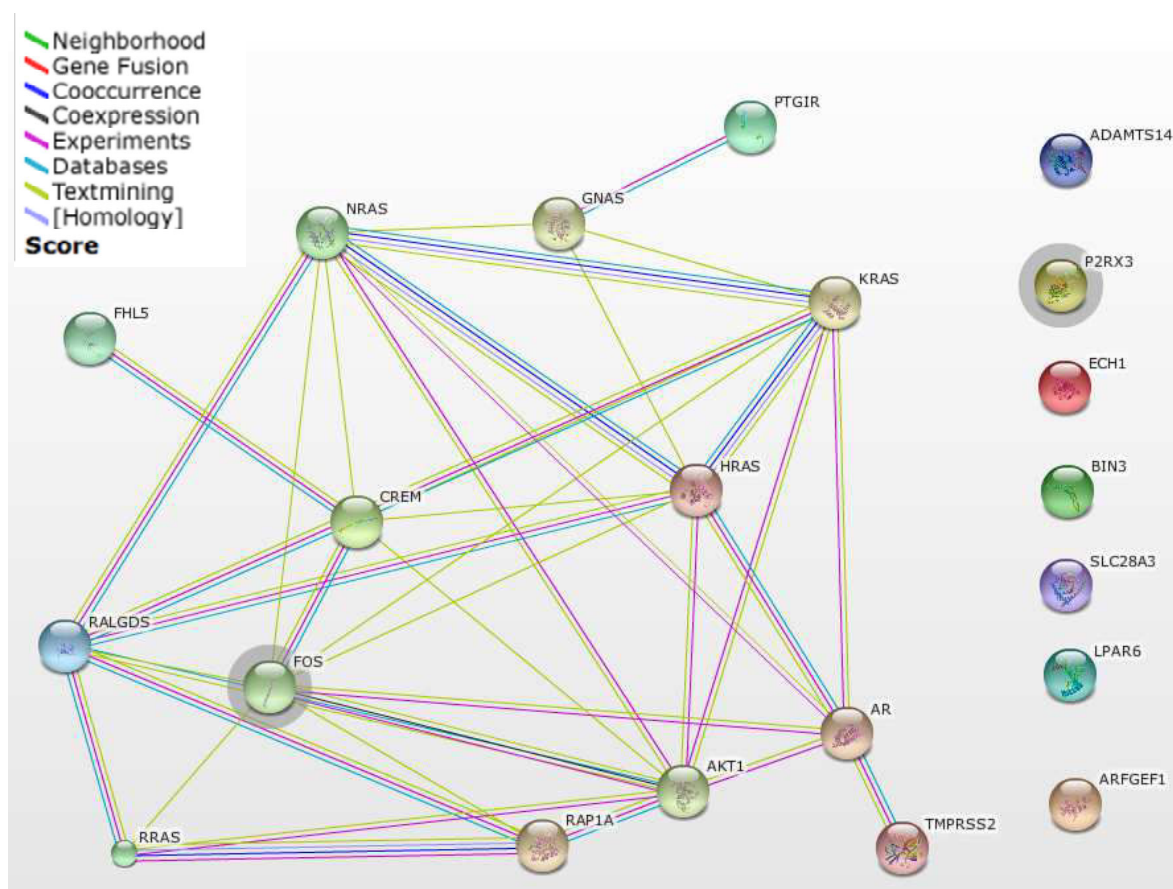 Neighborhood
Gene Fusion
Cooccurrence
Coexpression
Experiments
Databases
Textmining
[Homology]
Score
PTGIR
ADAMTS14
GNAS
NRAS
P2RX3
KRAS
FHL5
ECH1
HRAS
BIN3
CREM
SLC28A3
RALGDS
LPAR6
FOS
AR
AKT1
ARFGEF1
RAP1A
TMPRSS2
RRAS